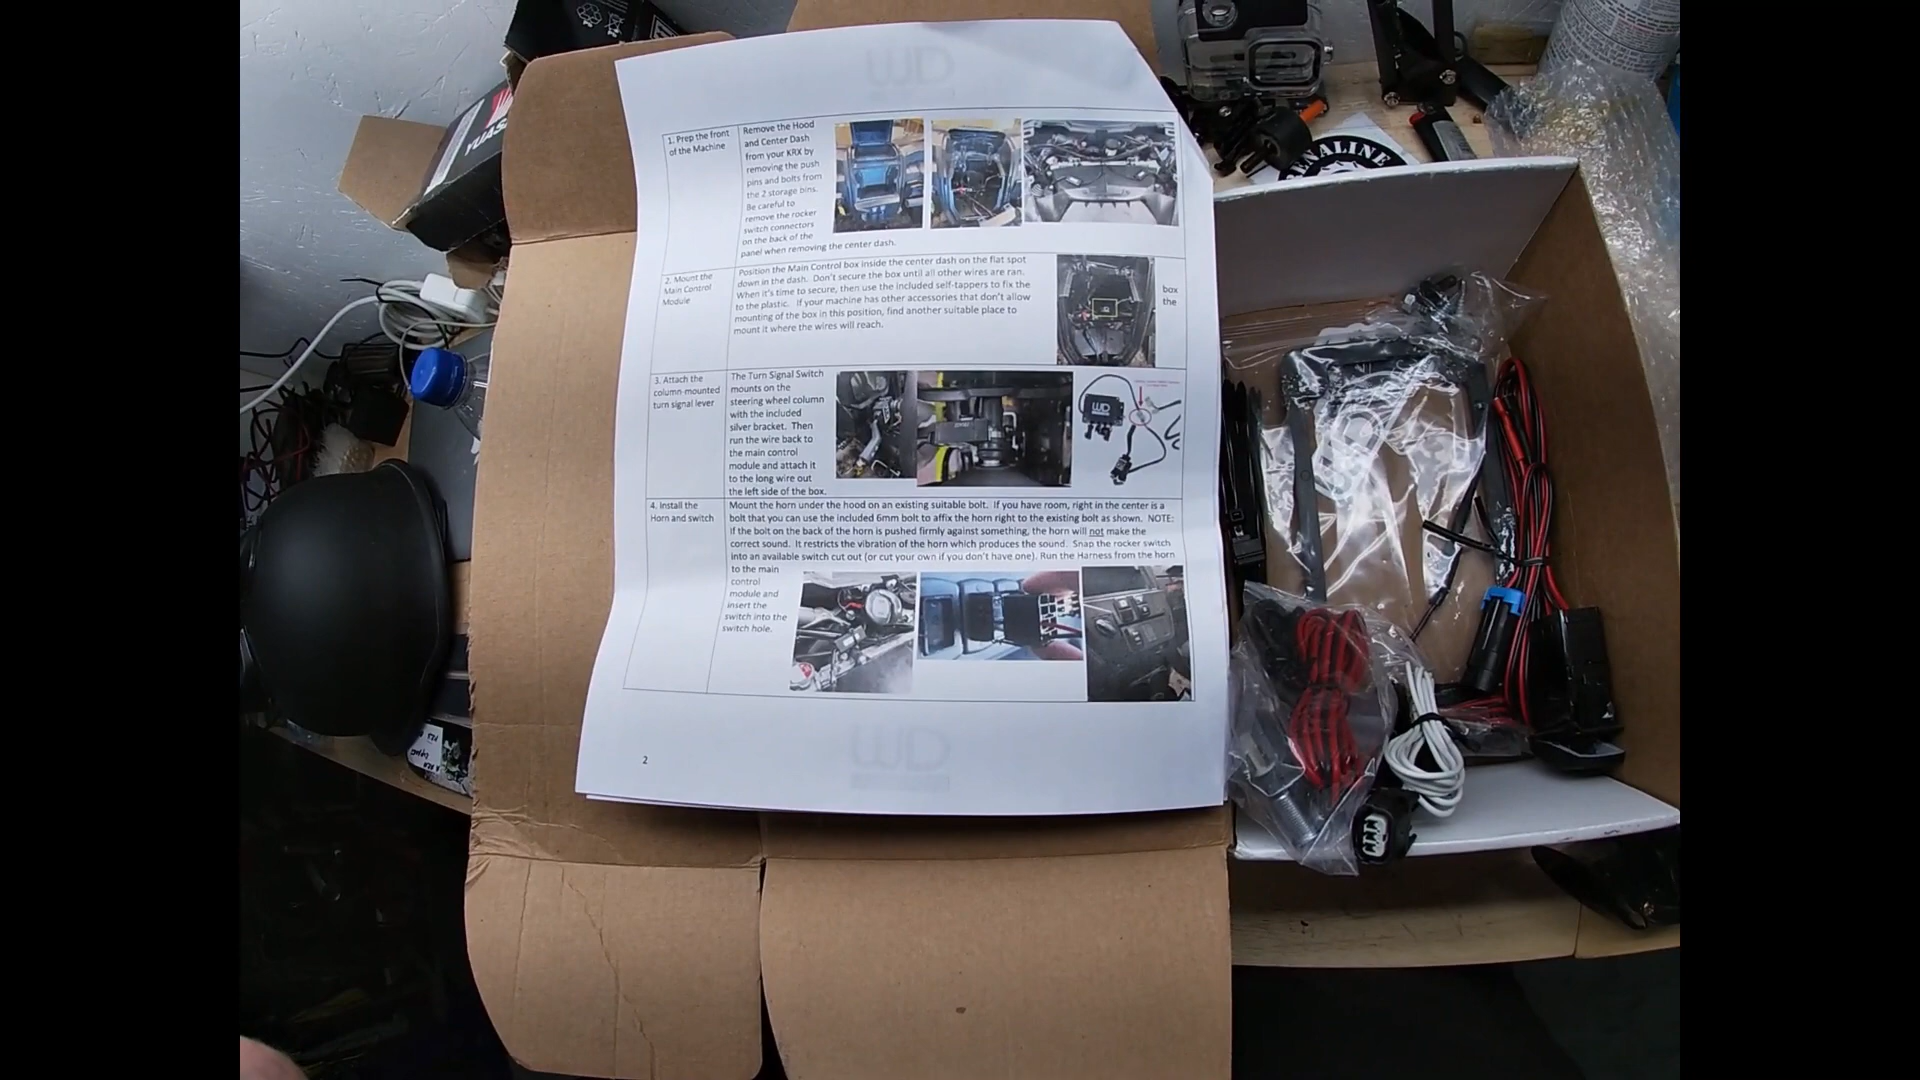 YUAS
ENALINE
1. Prep the front
of the Machine
Remove the Hood
and Center Dash
from your KRX by
removing the push
pins and bolts from
the 2 storage bins.
Be careful to
remove the rocker
switch connectors
on the back of the
panel when removing the center dash.
2. Mount the
Main Control
Module
Position the Main Control box inside the center dash on the flat spot
down in the dash. Don't secure the box until all other wires are ran.
When it's time to secure, then use the included self-tappers to fix the box
to the plastic. If your machine has other accessories that don't allow the
mounting of the box in this position, find another suitable place to
mount it where the wires will reach.
3. Attach the
column-mounted
turn signal lever
The Turn Signal Switch
mounts on the
steering wheel column
with the included
silver bracket. Then
run the wire back to
the main control
module and attach it
to the long wire out
the left side of the box.
4. Install the
Horn and switch
Mount the horn under the hood on an existing suitable bolt. If you have room, right in the center is a
bolt that you can use the included 6mm bolt to affix the horn right to the existing bolt as shown. NOTE:
If the bolt on the back of the horn is pushed firmly against something, the horn will not make the
correct sound. It restricts the vibration of the horn which produces the sound. Snap the rocker switch
into an available switch cut out (or cut your own if you don't have one). Run the Harness from the horn
to the main
control
module and
insert the
switch into the
switch hole.
2